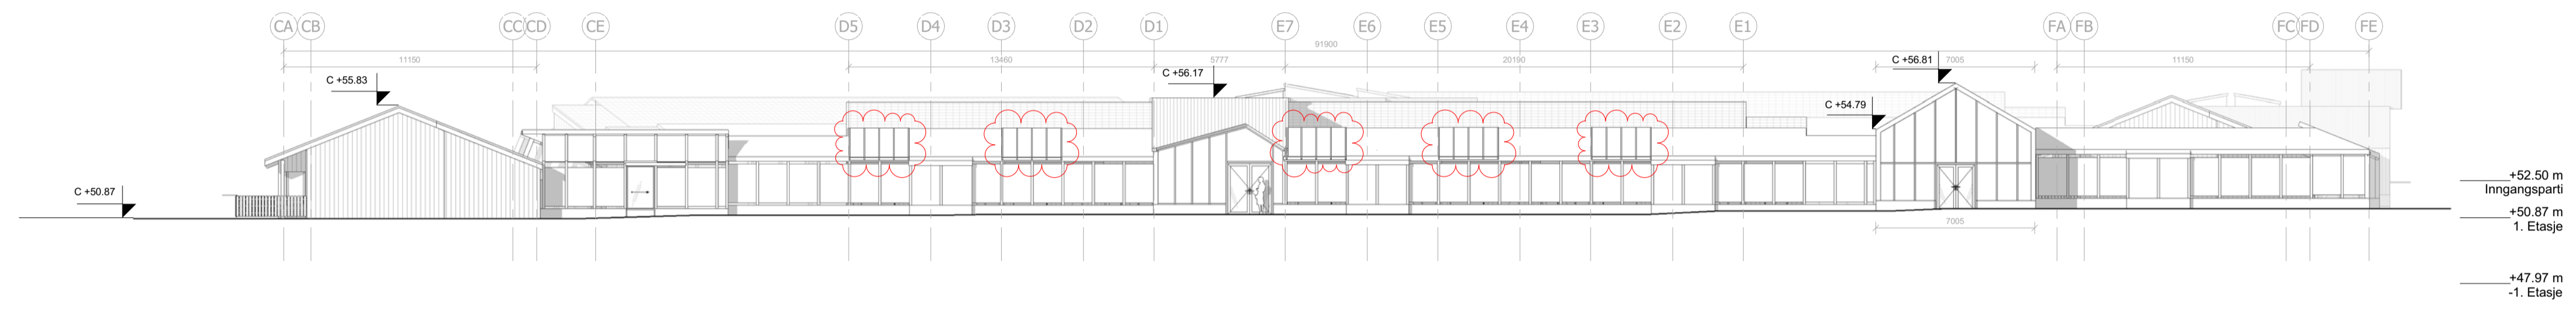 CA CB CC CD CE D5 D4 D3 D2 D1 E7 E6 E5 E4 E3 E2 E1 FA FB FC FD FE
91900
11150 13460 5777 20190 7005 11150
C +55.83
C +56.17
C +56.81
C +54.79
C +50.87
+52.50 m
Inngangsparti
+50.87 m
1. Etasje
7005
+47.97 m
-1. Etasje